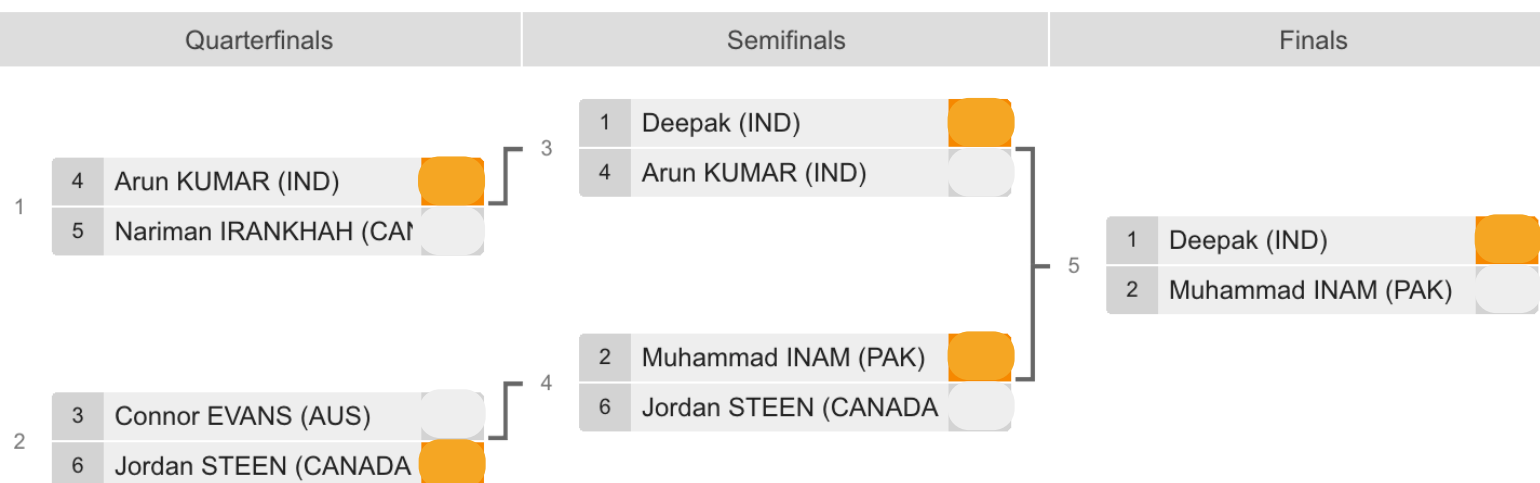 Quarterfinals Semifinals Finals
1
4 Arun KUMAR (IND)
5 Nariman IRANKHAH (CAN
2
3 Connor EVANS (AUS)
6 Jordan STEEN (CANADA
3
1 Deepak (IND)
4 Arun KUMAR (IND)
4
2 Muhammad INAM (PAK)
6 Jordan STEEN (CANADA
5
1 Deepak (IND)
2 Muhammad INAM (PAK)